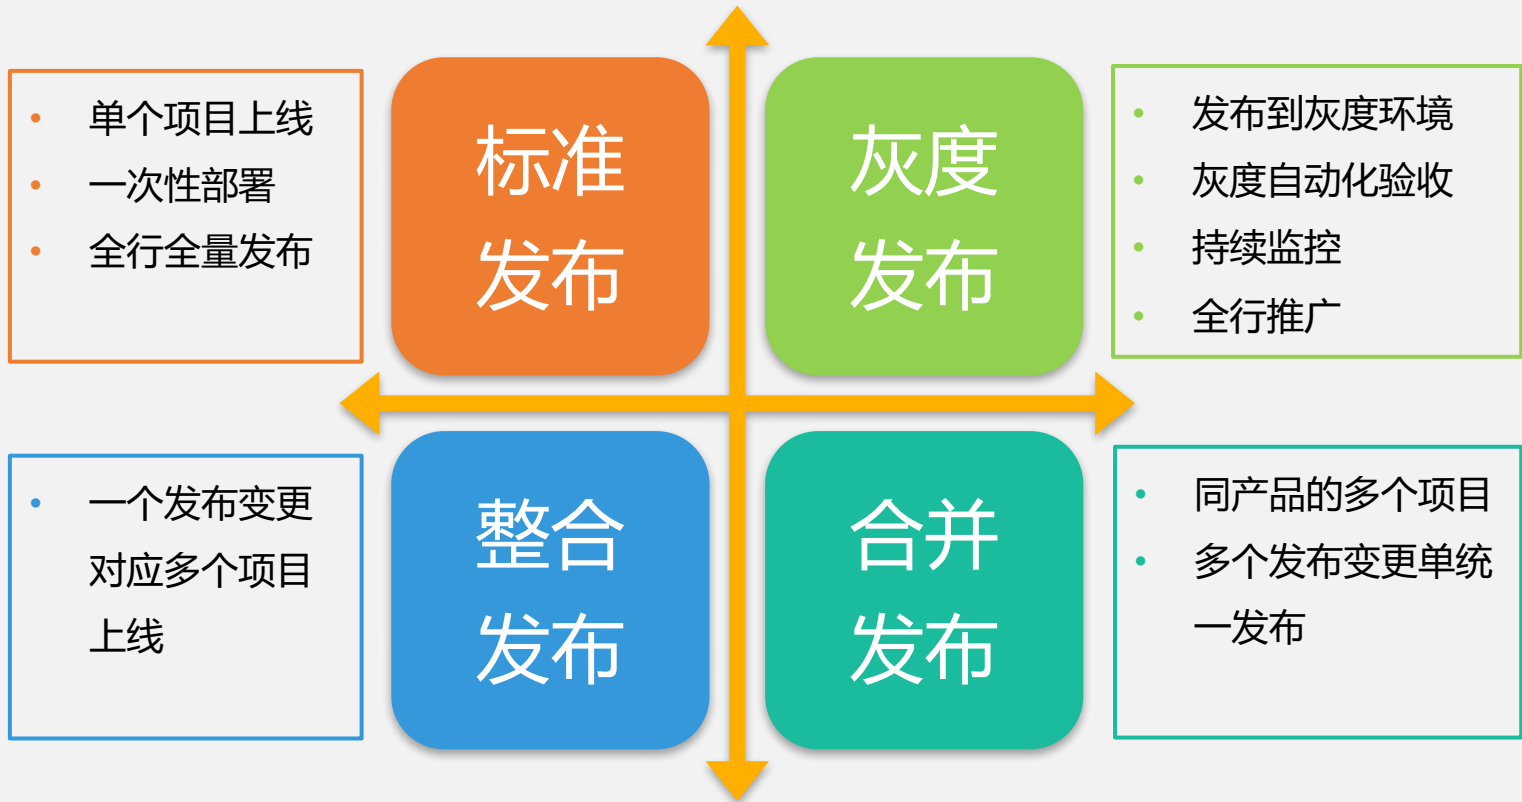 • 单个项目上线
• 一次性部署
• 全行全量发布
标准
发布
灰度
发布
• 发布到灰度环境
• 灰度自动化验收
• 持续监控
• 全行推广
• 一个发布变更
对应多个项目
上线
整合
发布
合并
发布
• 同产品的多个项目
• 多个发布变更单统
一发布